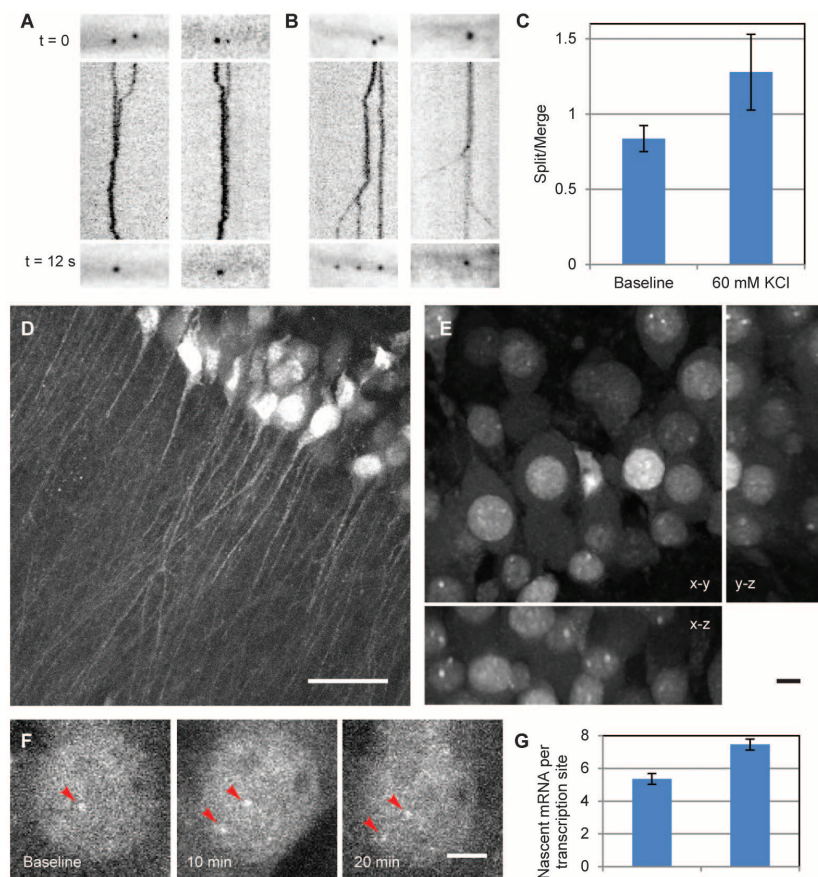 A
B
C
t = 0
t = 12 s
1.5
1
0.5
0
Split/Merge
Baseline
60 mM KCl
D
E
x-y
y-z
x-z
F
Baseline
10 min
20 min
G
8
6
4
2
0
Nascent mRNA per
transcription site